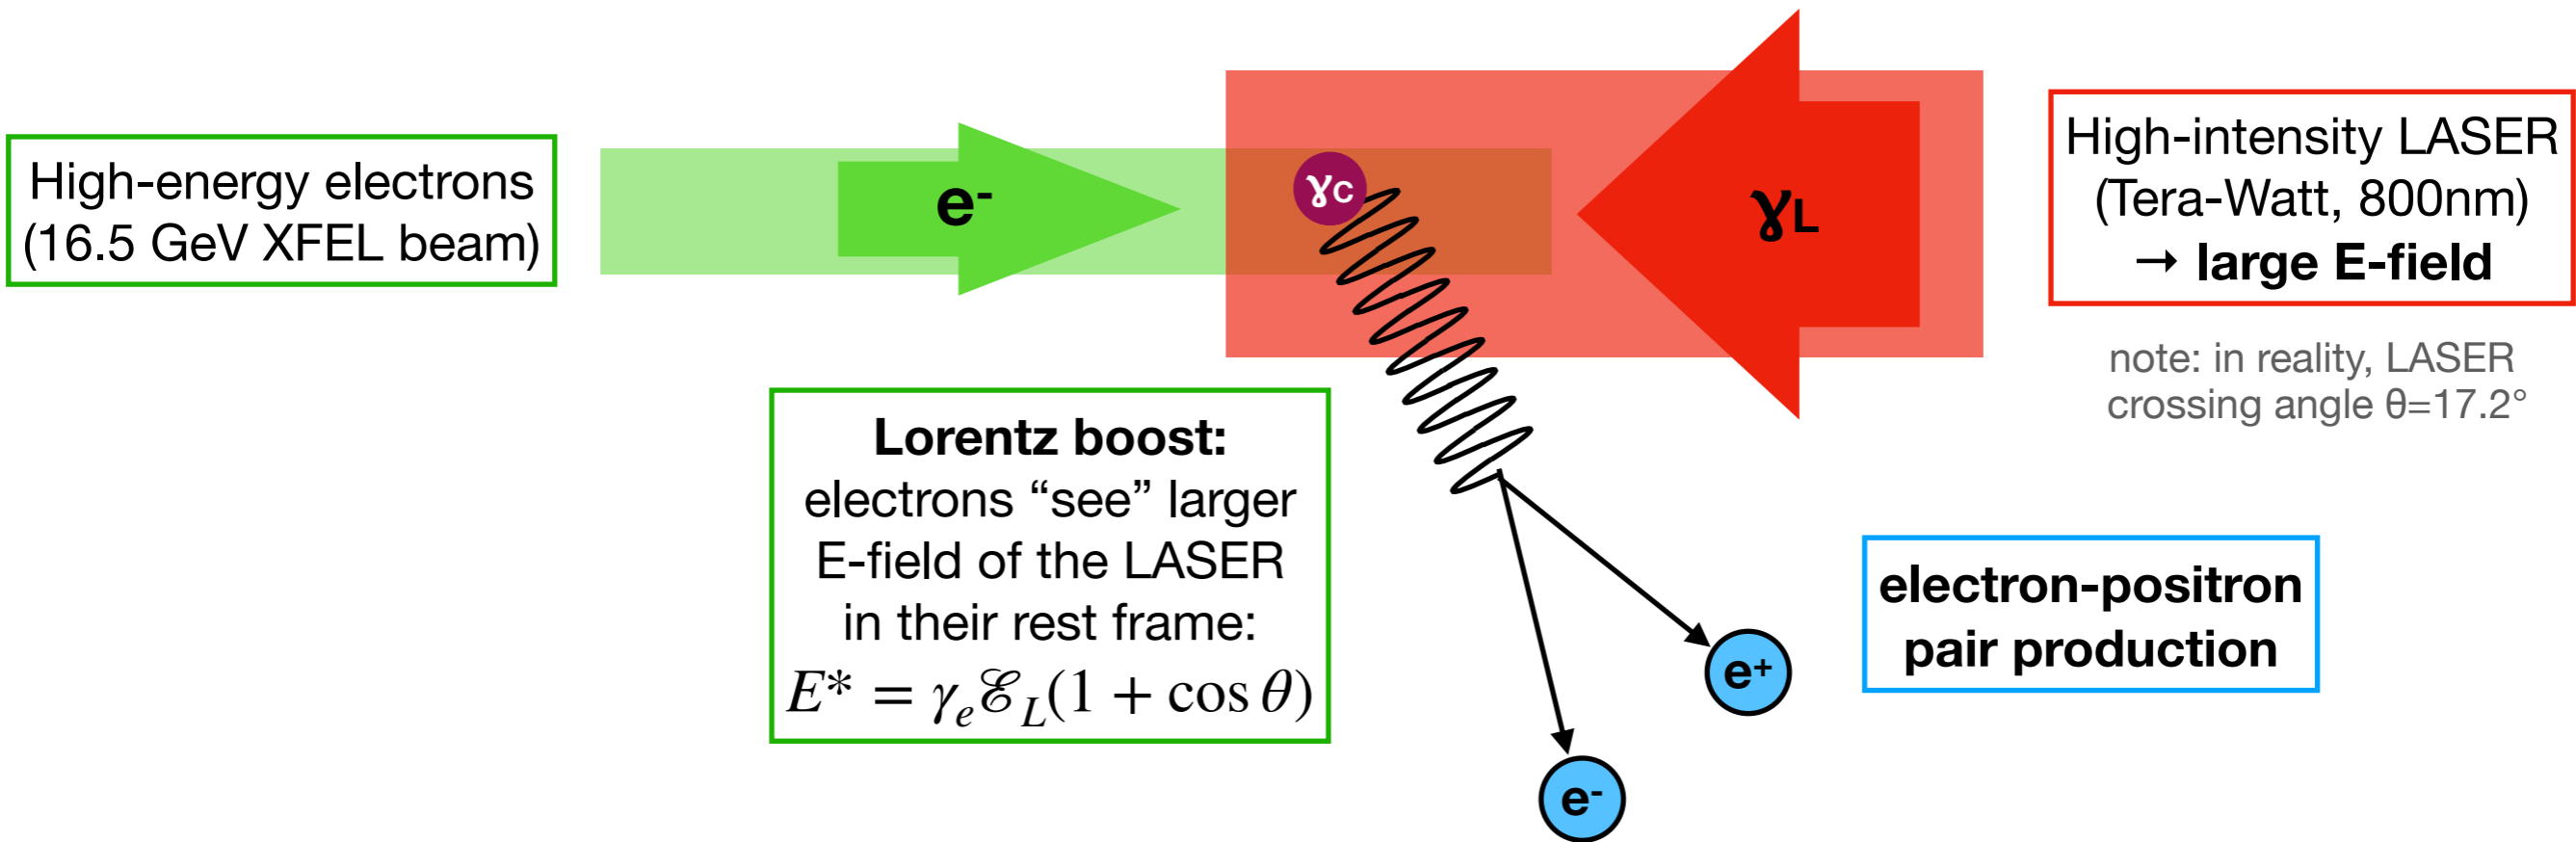 High-energy electrons
(16.5 GeV XFEL beam)
e-
γC
γL
High-intensity LASER
(Tera-Watt, 800nm)
→ large E-field
note: in reality, LASER
crossing angle θ=17.2°
Lorentz boost:
electrons “see” larger
E-field of the LASER
in their rest frame:
E* = γₑℰ_L(1 + cos θ)
electron-positron
pair production
e+
e-